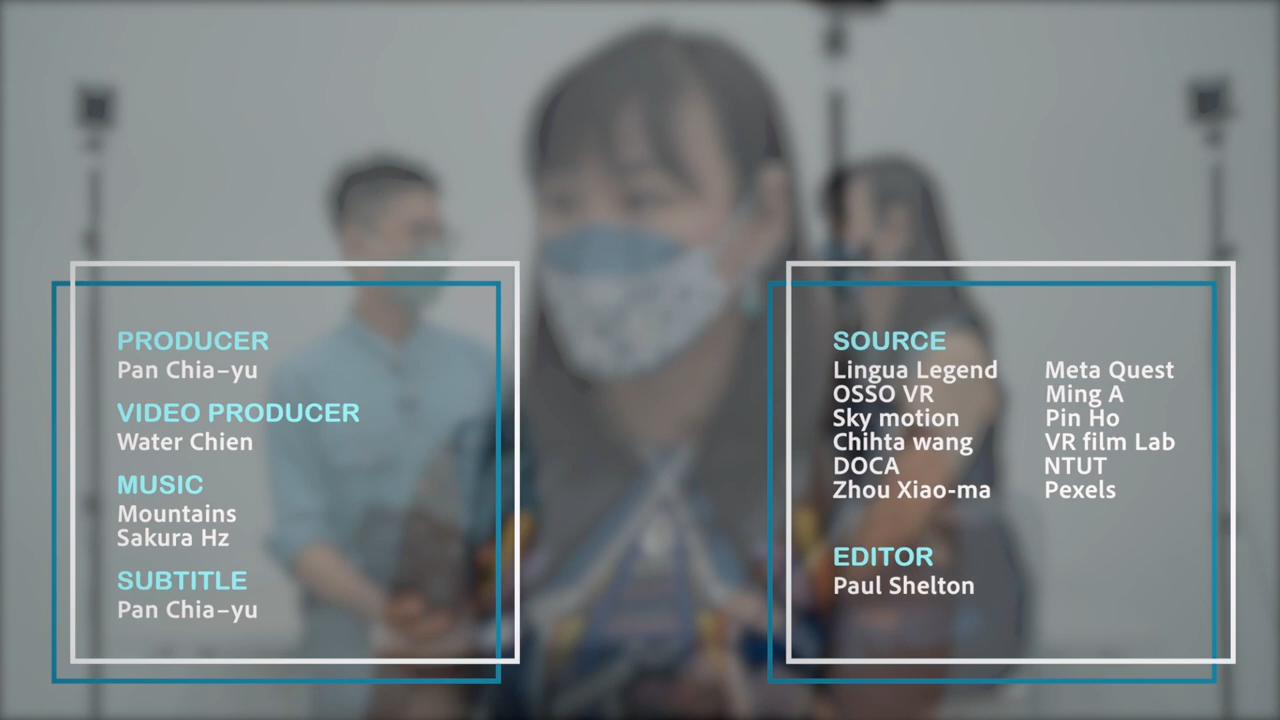 PRODUCER
Pan Chia-yu
VIDEO PRODUCER
Water Chien
MUSIC
Mountains
Sakura Hz
SUBTITLE
Pan Chia-yu
SOURCE
Lingua Legend
OSSO VR
Sky motion
Chihta wang
DOCA
Zhou Xiao-ma
Meta Quest
Ming A
Pin Ho
VR film Lab
NTUT
Pexels
EDITOR
Paul Shelton